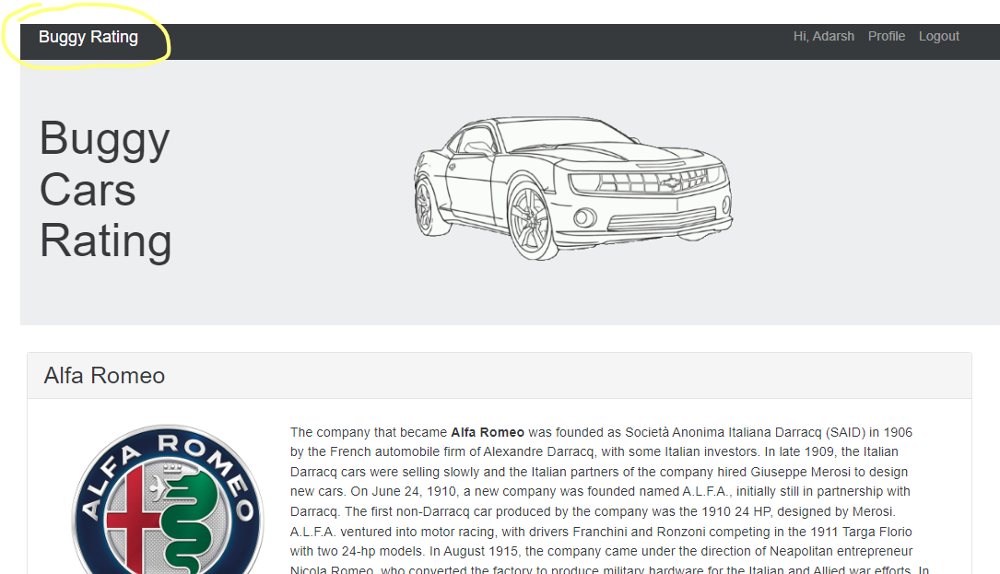 Buggy Rating
Hi, Adarsh Profile Logout
Buggy
Cars
Rating
Alfa Romeo
ALFA ROMEO
The company that became Alfa Romeo was founded as Società Anonima Italiana Darracq (SAID) in 1906
by the French automobile firm of Alexandre Darracq, with some Italian investors. In late 1909, the Italian
Darracq cars were selling slowly and the Italian partners of the company hired Giuseppe Merosi to design
new cars. On June 24, 1910, a new company was founded named A.L.F.A., initially still in partnership with
Darracq. The first non-Darracq car produced by the company was the 1910 24 HP, designed by Merosi.
A.L.F.A. ventured into motor racing, with drivers Franchini and Ronzoni competing in the 1911 Targa Florio
with two 24-hp models. In August 1915, the company came under the direction of Neapolitan entrepreneur
Nicola Romeo, who converted the factory to produce military hardware for the Italian and Allied war efforts. In